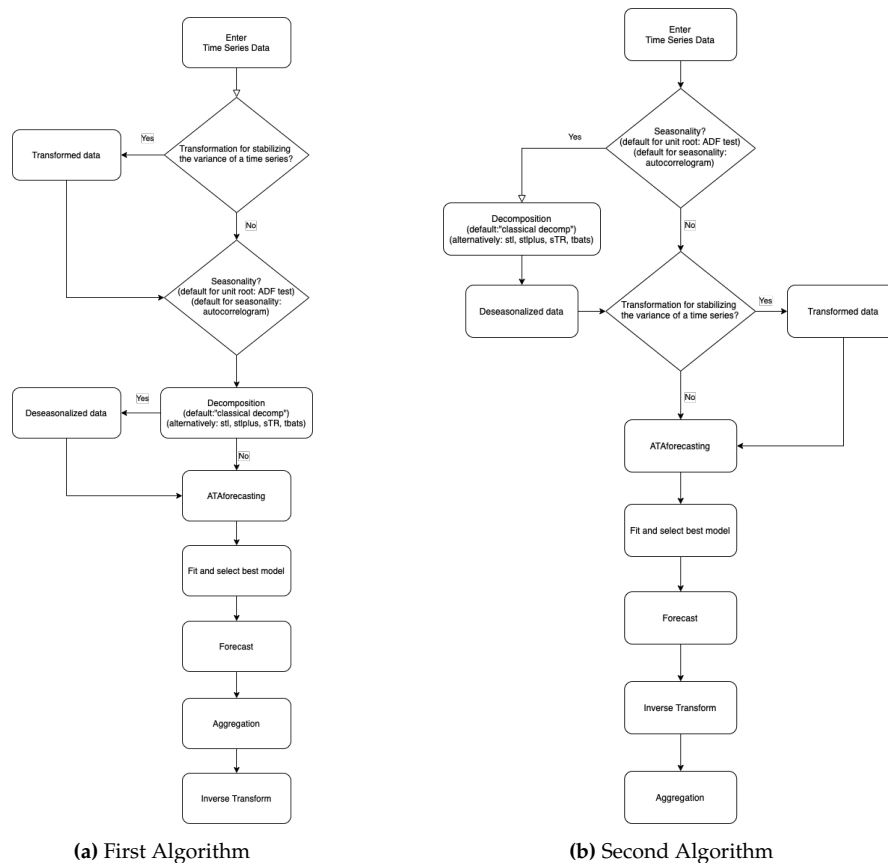 Enter
Time Series Data
Yes
Transformed data
Transformation for stabilizing
the variance of a time series?
No
Seasonality?
(default for unit root: ADF test)
(default for seasonality:
autocorrelogram)
Decomposition
(default:"classical decomp")
(alternatively: stl, stlplus, sTR, tbats)
Yes
Deseasonalized data
No
ATAforecasting
Fit and select best model
Forecast
Aggregation
Inverse Transform
(a) First Algorithm
Enter
Time Series Data
Seasonality?
(default for unit root: ADF test)
(default for seasonality:
autocorrelogram)
Yes
Decomposition
(default:"classical decomp")
(alternatively: stl, stlplus, sTR, tbats)
No
Deseasonalized data
Transformation for stabilizing
the variance of a time series?
Yes
Transformed data
No
ATAforecasting
Fit and select best model
Forecast
Inverse Transform
Aggregation
(b) Second Algorithm